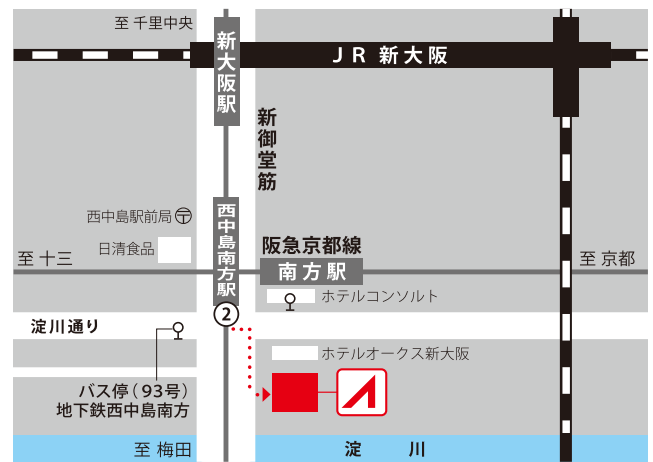 至 千里中央
新大阪駅
JR 新大阪
新御堂筋
西中島駅前局
日清食品
西中島南方駅
阪急京都線
至 十三
南方駅
至 京都
ホテルコンソルト
2
淀川通り
ホテルオークス新大阪
バス停（93号）
地下鉄西中島南方
至 梅田
淀 川